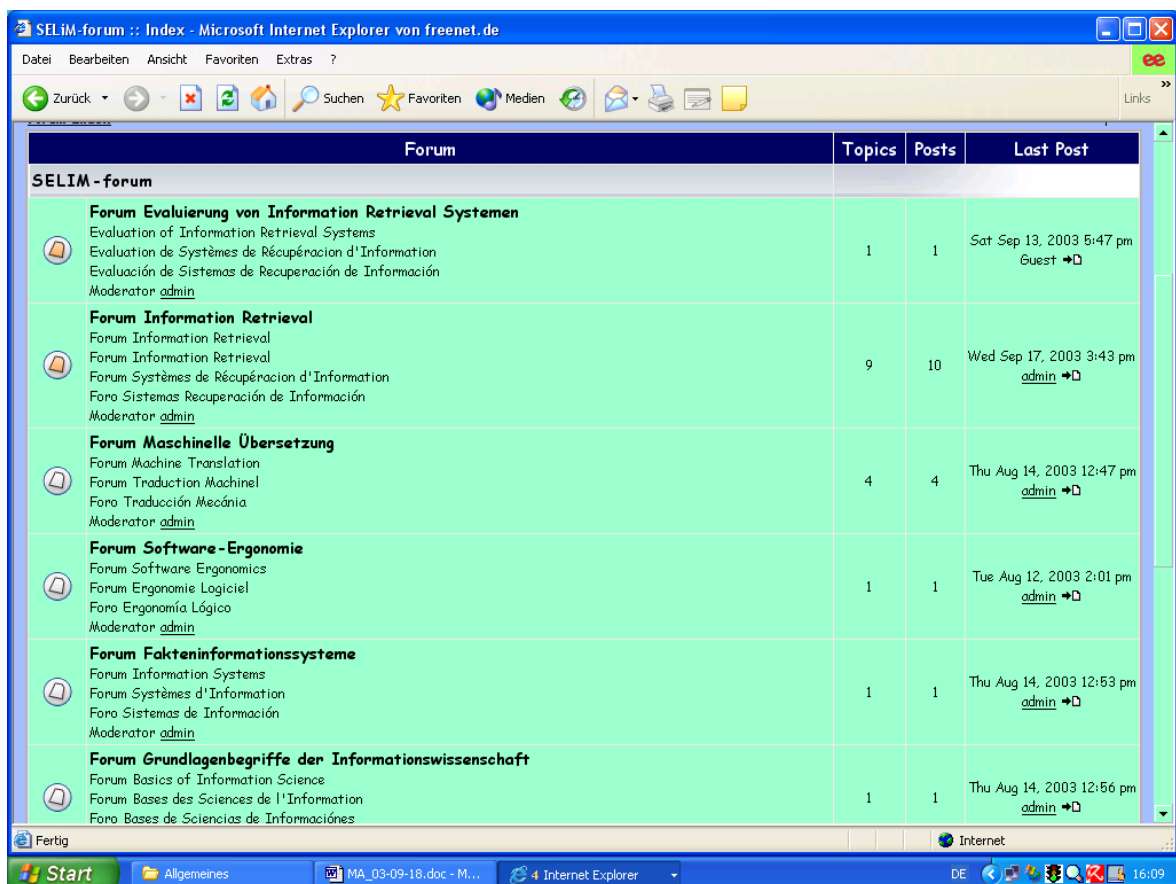 SELiM-forum :: Index - Microsoft Internet Explorer von freenet.de
Datei Bearbeiten Ansicht Favoriten Extras ?
Zurück Suchen Favoriten Medien Links
Forum Topics Posts Last Post
SELIM-forum
Forum Evaluierung von Information Retrieval Systemen
Evaluation of Information Retrieval Systems
Evaluation de Systèmes de Récupéracion d'Information
Evaluación de Sistemas de Recuperación de Información
Moderator admin
1 1 Sat Sep 13, 2003 5:47 pm
Guest
Forum Information Retrieval
Forum Information Retrieval
Forum Information Retrieval
Forum Systèmes de Récupéracion d'Information
Foro Sistemas Recuperación de Información
Moderator admin
9 10 Wed Sep 17, 2003 3:43 pm
admin
Forum Maschinelle Übersetzung
Forum Machine Translation
Forum Traduction Machinel
Foro Traducción Mecánia
Moderator admin
4 4 Thu Aug 14, 2003 12:47 pm
admin
Forum Software-Ergonomie
Forum Software Ergonomics
Forum Ergonomie Logiciel
Foro Ergonomía Lógico
Moderator admin
1 1 Tue Aug 12, 2003 2:01 pm
admin
Forum Fakteninformationssysteme
Forum Information Systems
Forum Systèmes d'Information
Foro Sistemas de Información
Moderator admin
1 1 Thu Aug 14, 2003 12:53 pm
admin
Forum Grundlagenbegriffe der Informationswissenschaft
Forum Basics of Information Science
Forum Bases des Sciences de l'Information
Foro Bases de Sciencias de Informaciónes
1 1 Thu Aug 14, 2003 12:56 pm
admin
Fertig Internet
Start Allgemeines MA_03-09-18.doc - M... 4 Internet Explorer DE 16:09